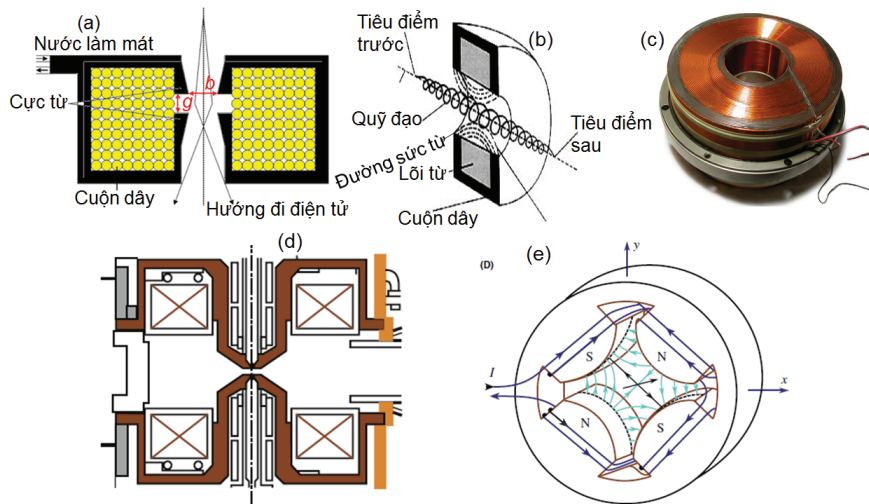 (a)
Nước làm mát
b
g
Cực từ
Cuộn dây
Hướng đi điện tử
(b)
Tiêu điểm
trước
Quỹ đạo
Tiêu điểm
sau
Đường sức từ
Lõi từ
Cuộn dây
(c)
(d)
(D)
(e)
y
S
N
I
x
N
S